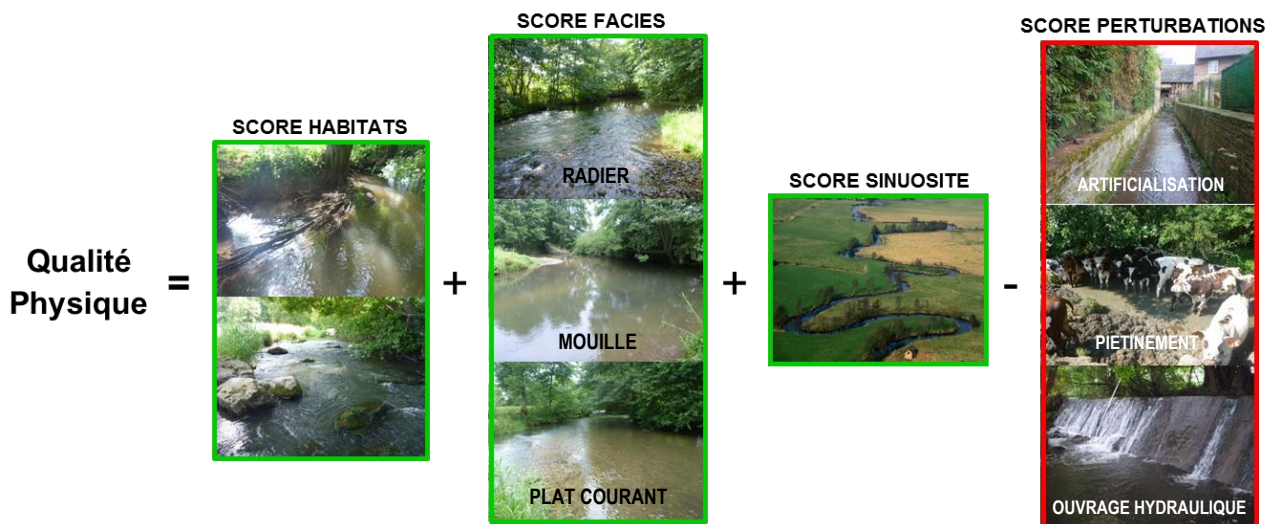 Qualité
Physique
=
SCORE HABITATS
+
SCORE FACIES
RADIER
MOUILLE
PLAT COURANT
+
SCORE SINUOSITE
-
SCORE PERTURBATIONS
ARTIFICIALISATION
PIETINEMENT
OUVRAGE HYDRAULIQUE